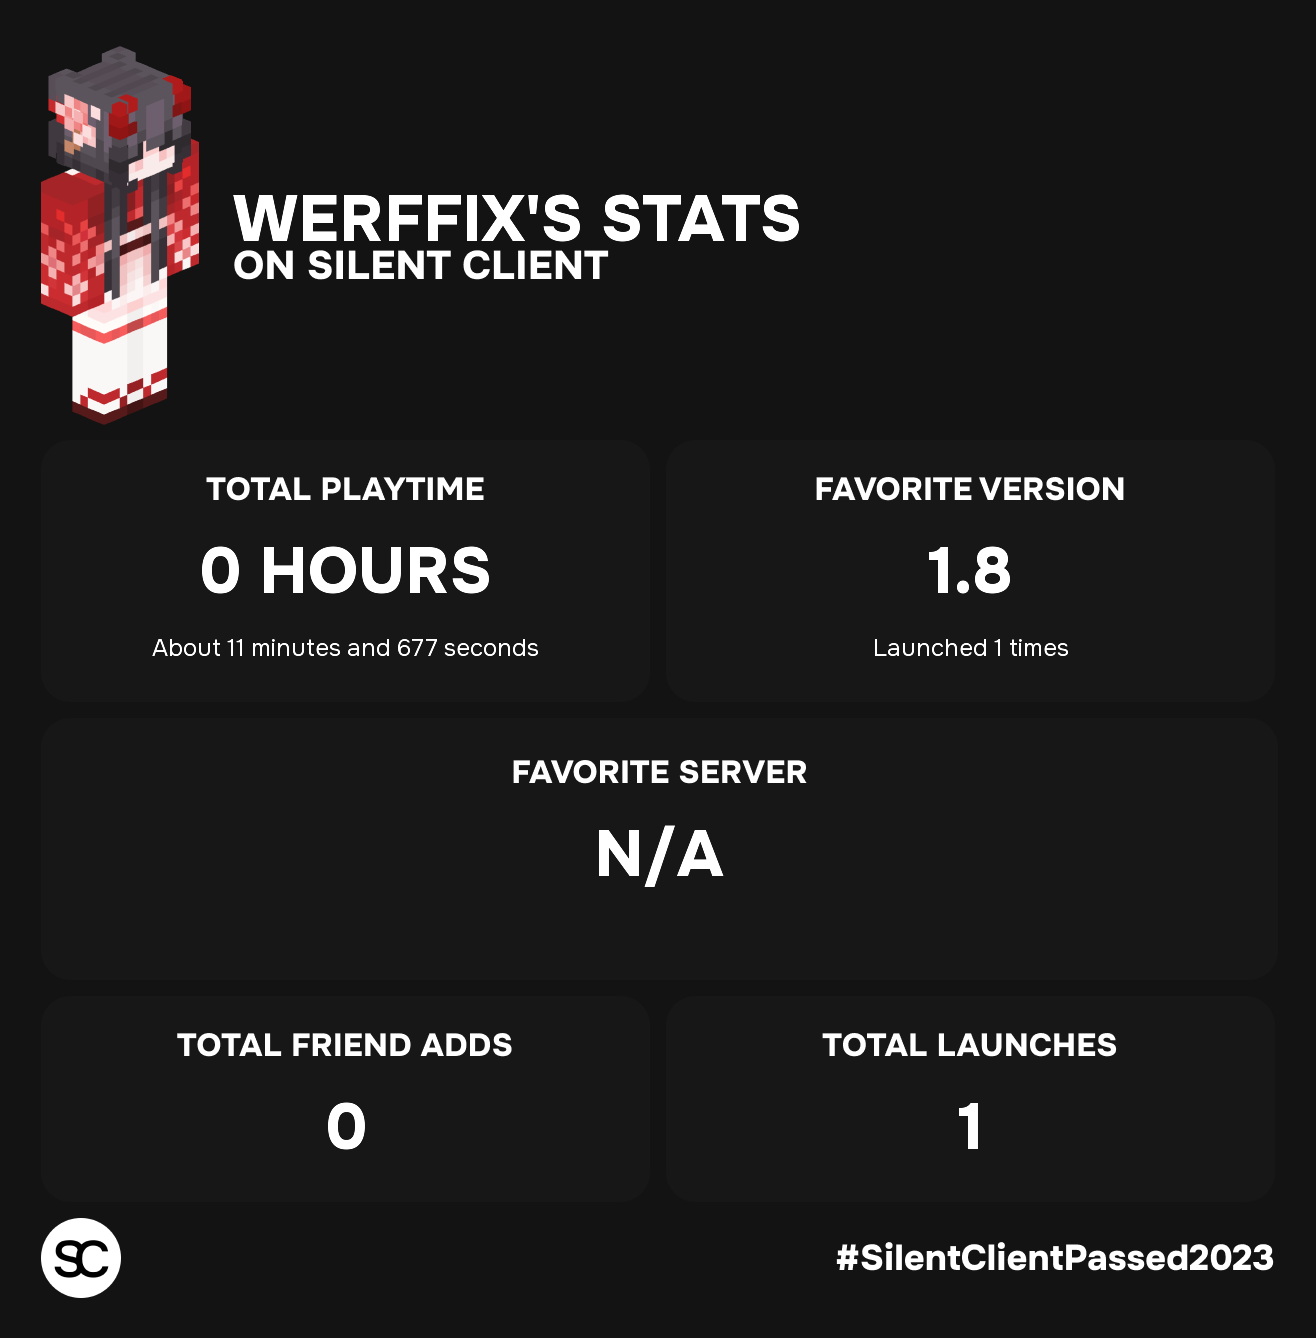 WERFFIX'S STATS
ON SILENT CLIENT
TOTAL PLAYTIME
0 HOURS
About 11 minutes and 677 seconds
FAVORITE VERSION
1.8
Launched 1 times
FAVORITE SERVER
N/A
TOTAL FRIEND ADDS
0
TOTAL LAUNCHES
1
SC
#SilentClientPassed2023